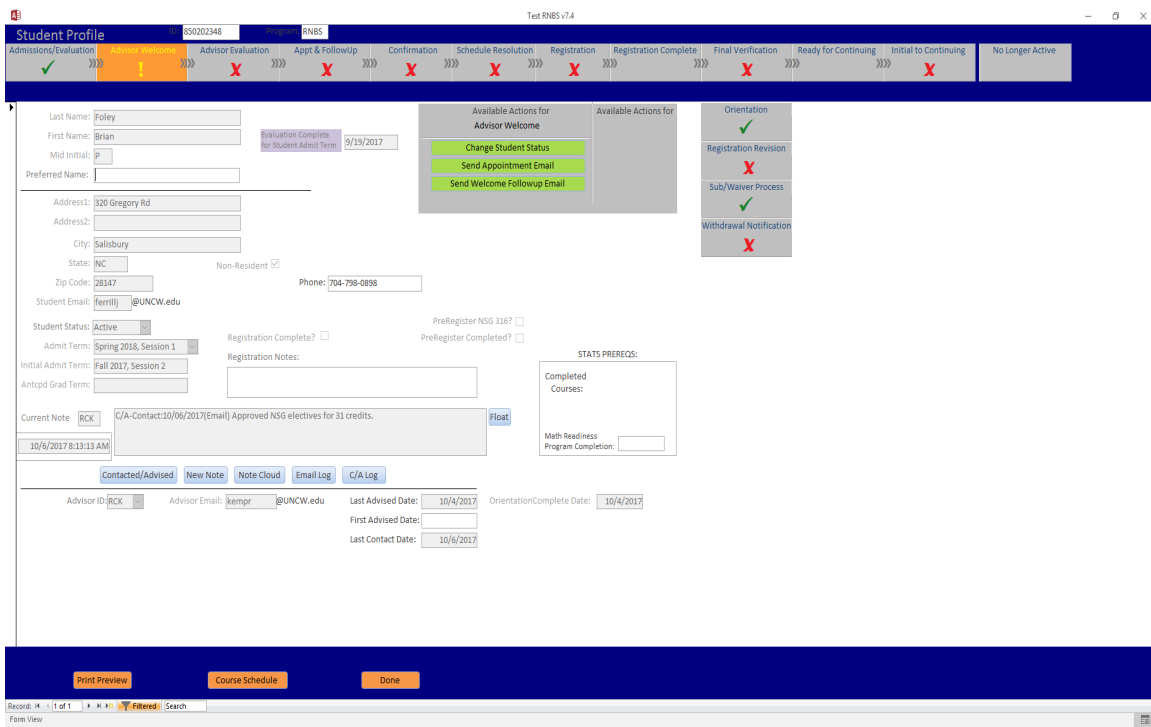 Test RNBS v7.4
Student Profile
ID: 850202348 Program: RNBS
Admissions/Evaluation Advisor Welcome Advisor Evaluation Appt & FollowUp Confirmation Schedule Resolution Registration Registration Complete Final Verification Ready for Continuing Initial to Continuing No Longer Active
Last Name: Foley
First Name: Brian
Mid Initial: P
Preferred Name:
Evaluation Complete
for Student Admit Term
9/19/2017
Available Actions for
Advisor Welcome
Change Student Status
Send Appointment Email
Send Welcome Followup Email
Available Actions for
Orientation
Registration Revision
Sub/Waiver Process
Withdrawal Notification
Address1: 320 Gregory Rd
Address2:
City: Salisbury
State: NC
Non-Resident
Zip Code: 28147
Phone: 704-798-0898
Student Email: ferrillj @UNCW.edu
Student Status: Active
Admit Term: Spring 2018, Session 1
Initial Admit Term: Fall 2017, Session 2
Antcpd Grad Term:
Registration Complete?
Registration Notes:
PreRegister NSG 316?
PreRegister Completed?
STATS PREREQS:
Completed
Courses:
Math Readiness
Program Completion:
Current Note RCK
10/6/2017 8:13:13 AM
C/A-Contact:10/06/2017(Email) Approved NSG electives for 31 credits.
Float
Contacted/Advised New Note Note Cloud Email Log C/A Log
Advisor ID: RCK Advisor Email: kempr @UNCW.edu Last Advised Date: 10/4/2017 OrientationComplete Date: 10/4/2017
First Advised Date:
Last Contact Date: 10/6/2017
Print Preview Course Schedule Done
Record: 1 of 1 Filtered Search
Form View